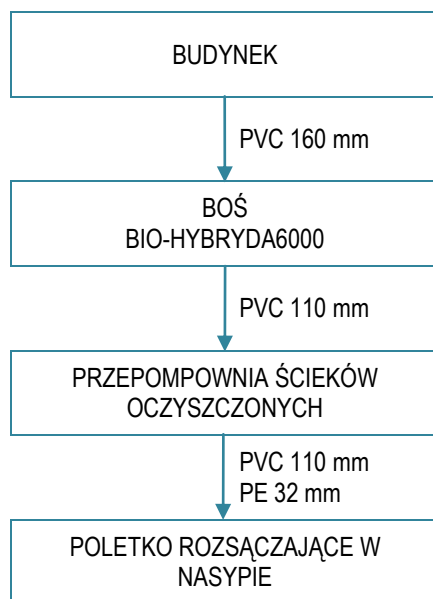 BUDYNEK
PVC 160 mm
BOŚ
BIO-HYBRYDA6000
PVC 110 mm
PRZEPOMPOWNIA ŚCIEKÓW
OCZYSZCZONYCH
PVC 110 mm
PE 32 mm
POLETKO ROZSĄCZAJĄCE W
NASYPIE